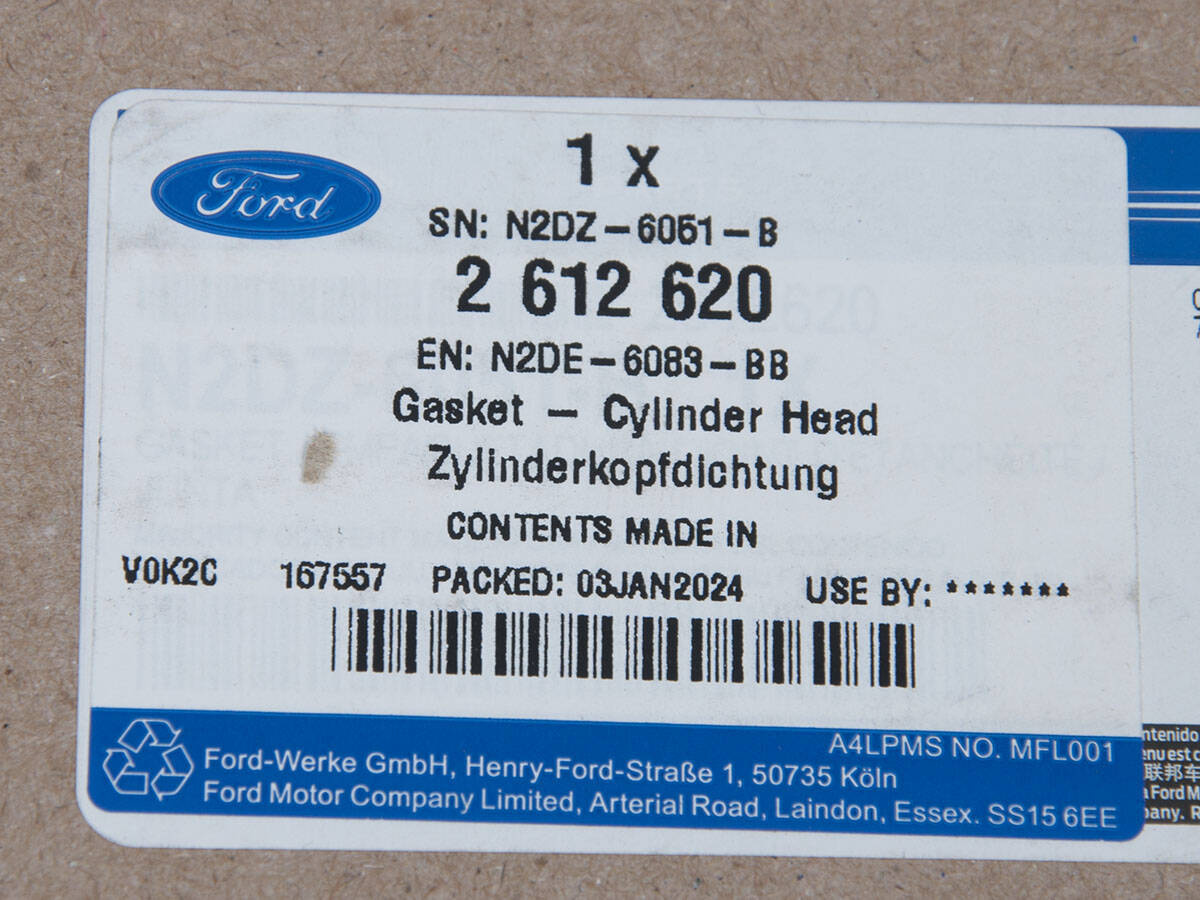 Ford
1 x
SN: N2DZ-6051-B
2 612 620
EN: N2DE-6083-BB
Gasket - Cylinder Head
Zylinderkopfdichtung
CONTENTS MADE IN
V0K2C 167557 PACKED: 03JAN2024 USE BY: *******
A4LPMS NO. MFL001
Ford-Werke GmbH, Henry-Ford-Straße 1, 50735 Köln
Ford Motor Company Limited, Arterial Road, Laindon, Essex. SS15 6EE